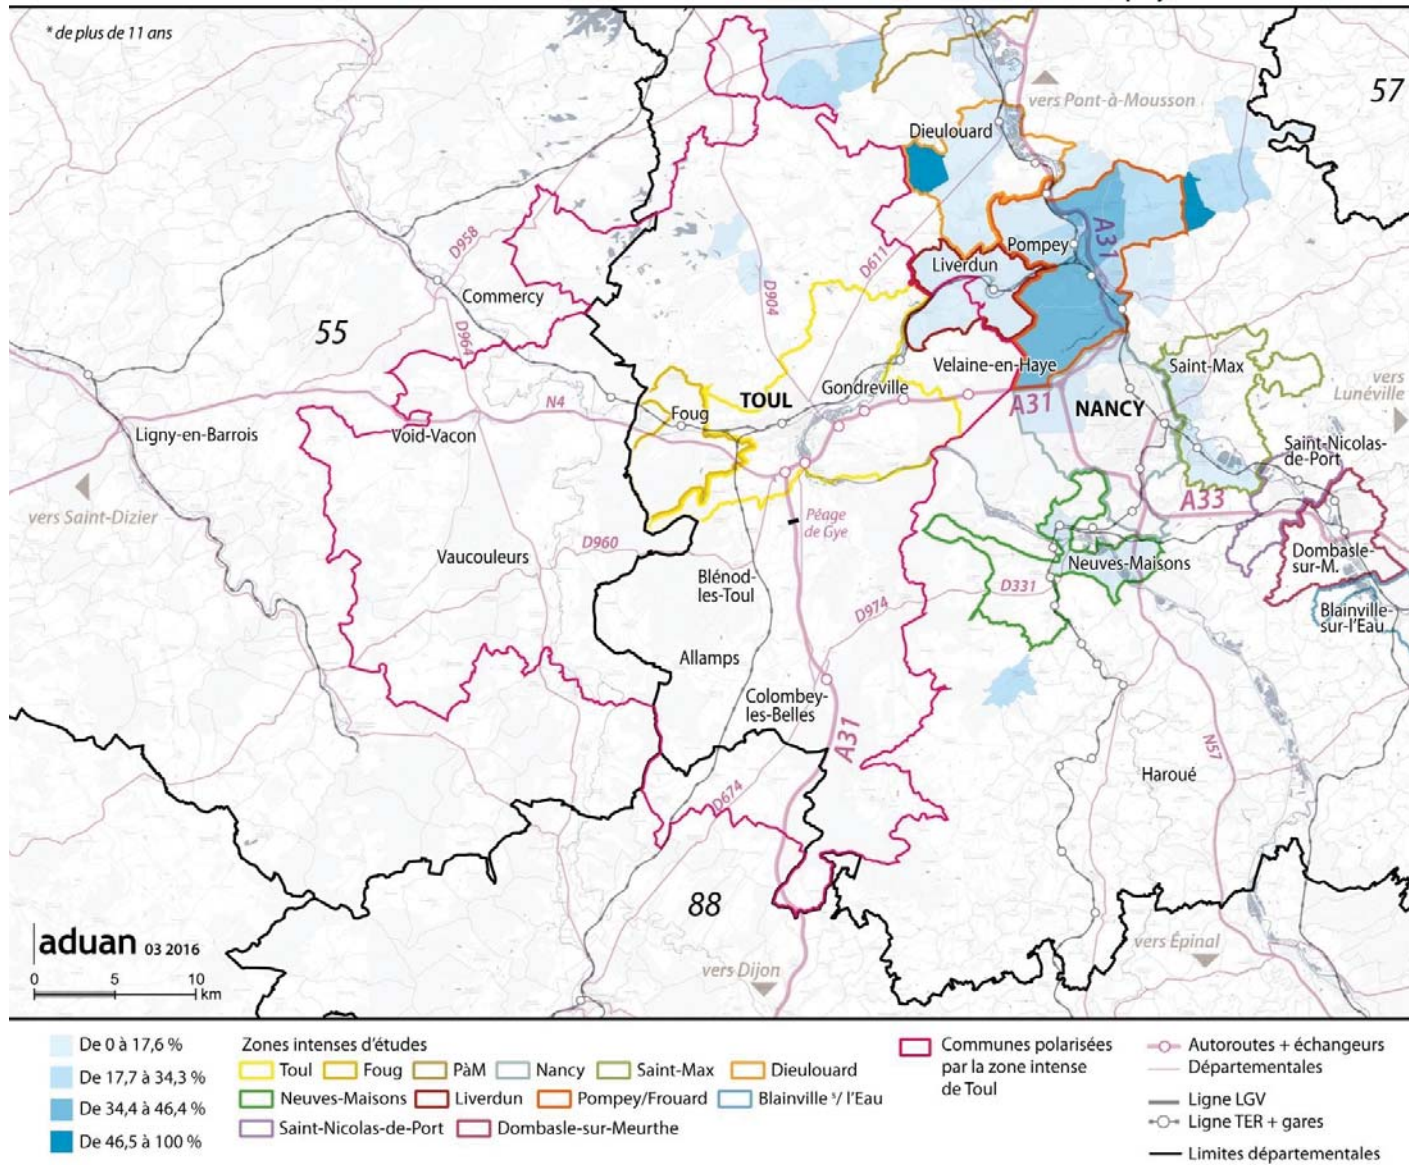 * de plus de 11 ans
57
vers Pont-à-Mousson
Dieulouard
A31
D958
Pompey
D611
Liverdun
Commercy
D904
55
D964
Velaine-en-Haye
Saint-Max
vers
Lunéville
Gondreville
N4
TOUL
A31
NANCY
Foug
Ligny-en-Barrois
Void-Vacon
Saint-Nicolas-
de-Port
A33
vers Saint-Dizier
Péage
de Gye
D960
Vaucouleurs
Dombasle-
sur-M.
Neuves-Maisons
Blénod-
les-Toul
D331
D974
Blainville-
sur-l'Eau
Allamps
Colombey-
les-Belles
A31
N57
Haroué
D674
88
aduan 03 2016
vers Épinal
vers Dijon
0 5 10
km
De 0 à 17,6 %
De 17,7 à 34,3 %
De 34,4 à 46,4 %
De 46,5 à 100 %
Zones intenses d'études
Toul Foug PàM Nancy Saint-Max Dieulouard
Neuves-Maisons Liverdun Pompey/Frouard Blainville s/ l'Eau
Saint-Nicolas-de-Port Dombasle-sur-Meurthe
Communes polarisées
par la zone intense
de Toul
Autoroutes + échangeurs
Départementales
Ligne LGV
Ligne TER + gares
Limites départementales